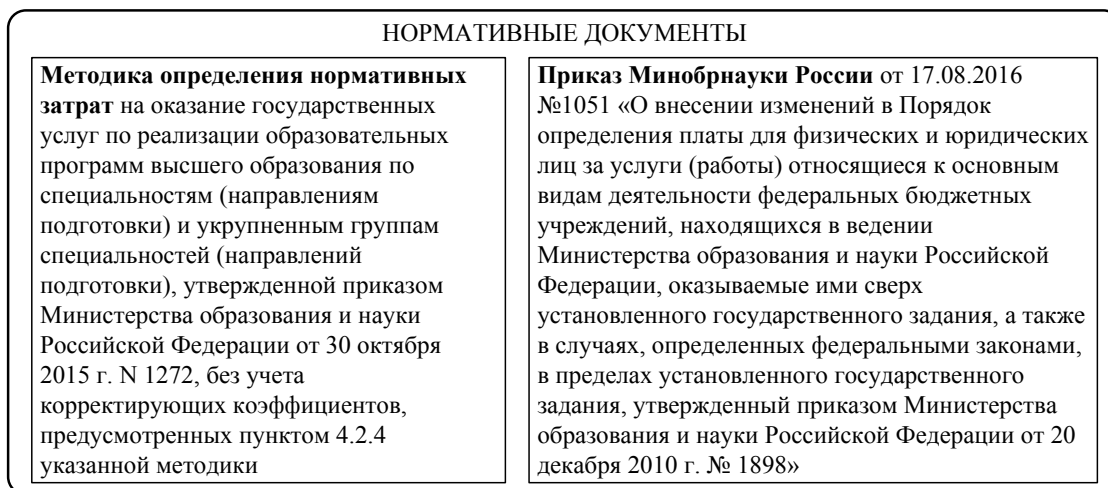 НОРМАТИВНЫЕ ДОКУМЕНТЫ
Методика определения нормативных
затрат на оказание государственных
услуг по реализации образовательных
программ высшего образования по
специальностям (направлениям
подготовки) и укрупненным группам
специальностей (направлений
подготовки), утвержденной приказом
Министерства образования и науки
Российской Федерации от 30 октября
2015 г. N 1272, без учета
корректирующих коэффициентов,
предусмотренных пунктом 4.2.4
указанной методики
Приказ Минобрнауки России от 17.08.2016
№1051 «О внесении изменений в Порядок
определения платы для физических и юридических
лиц за услуги (работы) относящиеся к основным
видам деятельности федеральных бюджетных
учреждений, находящихся в ведении
Министерства образования и науки Российской
Федерации, оказываемые ими сверх
установленного государственного задания, а также
в случаях, определенных федеральными законами,
в пределах установленного государственного
задания, утвержденный приказом Министерства
образования и науки Российской Федерации от 20
декабря 2010 г. № 1898»